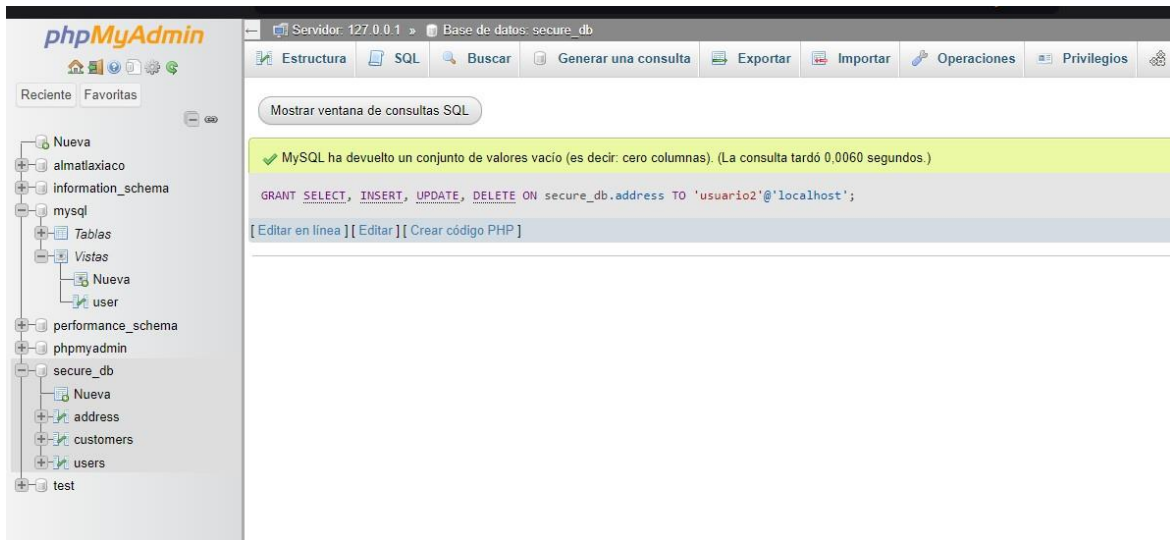 phpMyAdmin
Reciente Favoritas
Nueva
almatlaxiaco
information_schema
mysql
Tablas
Vistas
Nueva
user
performance_schema
phpmyadmin
secure_db
Nueva
address
customers
users
test
Servidor: 127.0.0.1 » Base de datos: secure_db
Estructura SQL Buscar Generar una consulta Exportar Importar Operaciones Privilegios
Mostrar ventana de consultas SQL
MySQL ha devuelto un conjunto de valores vacío (es decir: cero columnas). (La consulta tardó 0,0060 segundos.)
GRANT SELECT, INSERT, UPDATE, DELETE ON secure_db.address TO 'usuario2'@'localhost';
[ Editar en línea ] [ Editar ] [ Crear código PHP ]